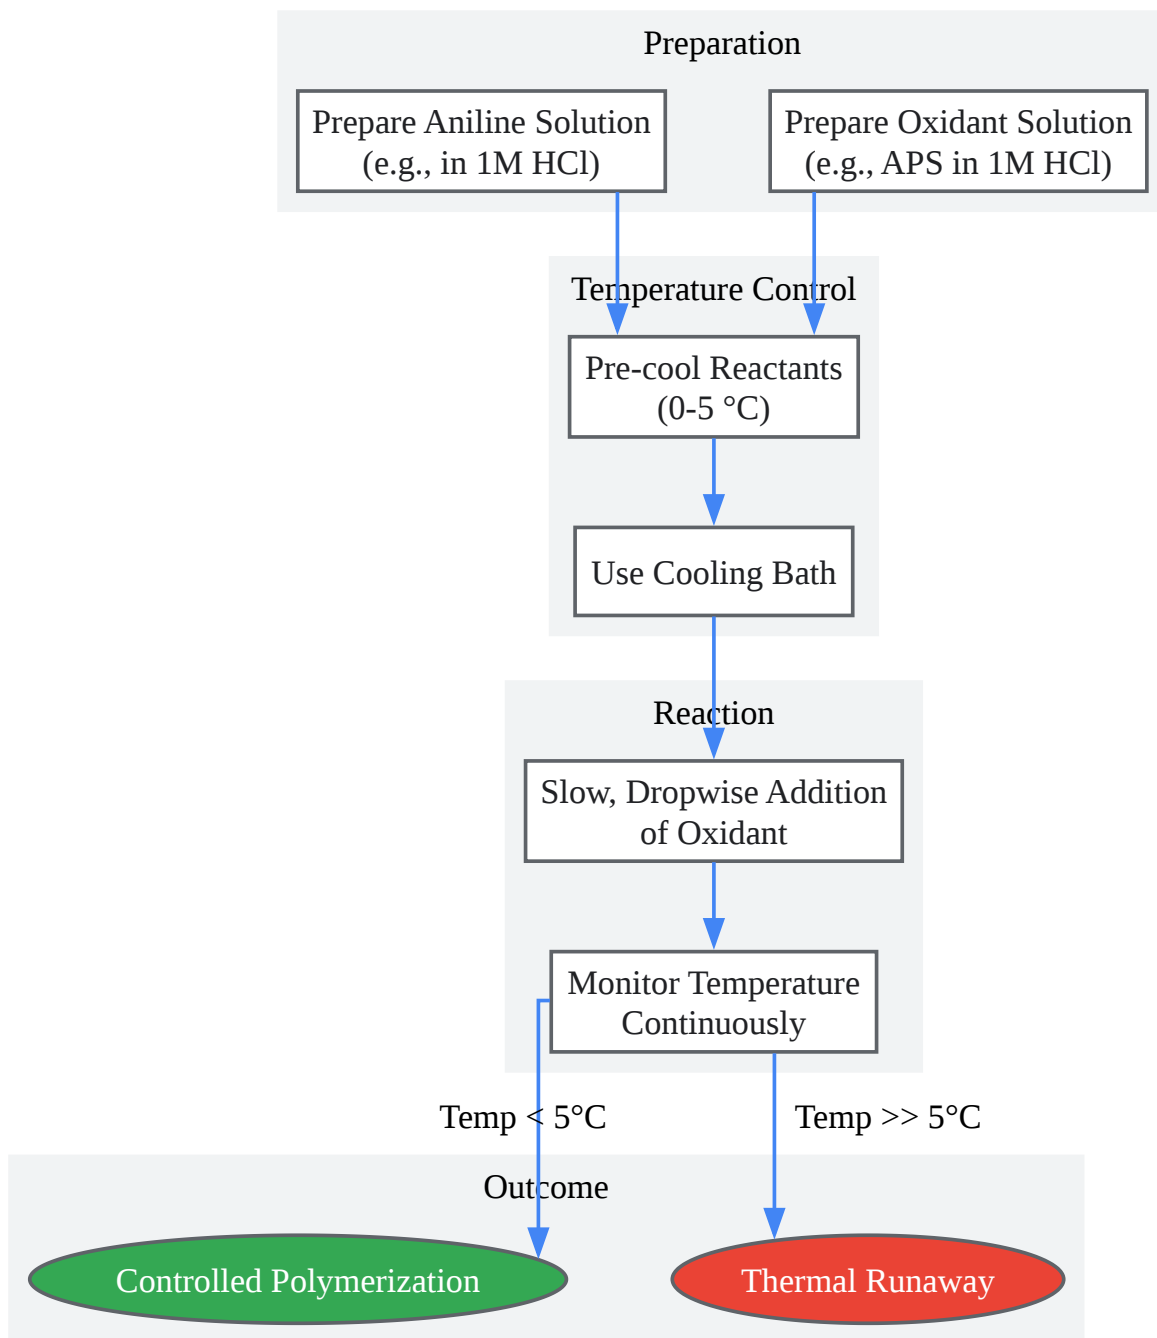 Preparation
Prepare Aniline Solution
(e.g., in 1M HCl)
Prepare Oxidant Solution
(e.g., APS in 1M HCl)
Temperature Control
Pre-cool Reactants
(0-5 °C)
Use Cooling Bath
Reaction
Slow, Dropwise Addition
of Oxidant
Monitor Temperature
Continuously
Temp < 5°C
Temp >> 5°C
Outcome
Controlled Polymerization
Thermal Runaway